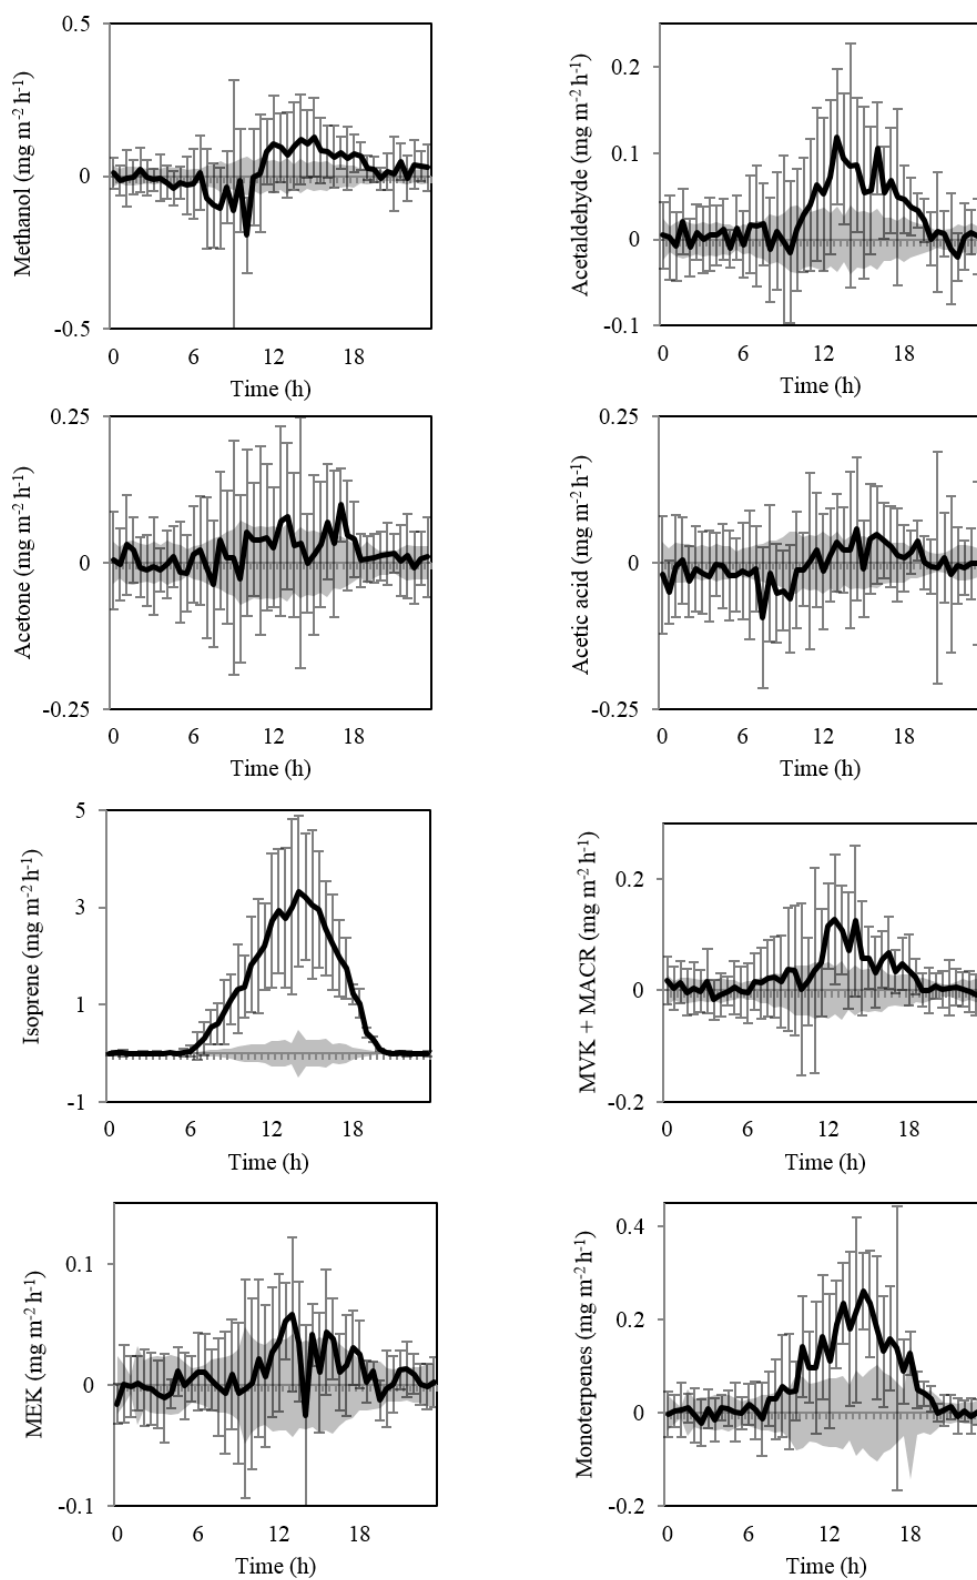 Methanol (mg m⁻² h⁻¹)
0.5
0
-0.5
0 6 12 18
Time (h)
Acetaldehyde (mg m⁻² h⁻¹)
0.2
0.1
0
-0.1
0 6 12 18
Time (h)
Acetone (mg m⁻² h⁻¹)
0.25
0
-0.25
0 6 12 18
Time (h)
Acetic acid (mg m⁻² h⁻¹)
0.25
0
-0.25
0 6 12 18
Time (h)
Isoprene (mg m⁻² h⁻¹)
5
3
1
-1
0 6 12 18
Time (h)
MVK + MACR (mg m⁻² h⁻¹)
0.2
0
-0.2
0 6 12 18
Time (h)
MEK (mg m⁻² h⁻¹)
0.1
0
-0.1
0 6 12 18
Time (h)
Monoterpenes (mg m⁻² h⁻¹)
0.4
0.2
0
-0.2
0 6 12 18
Time (h)